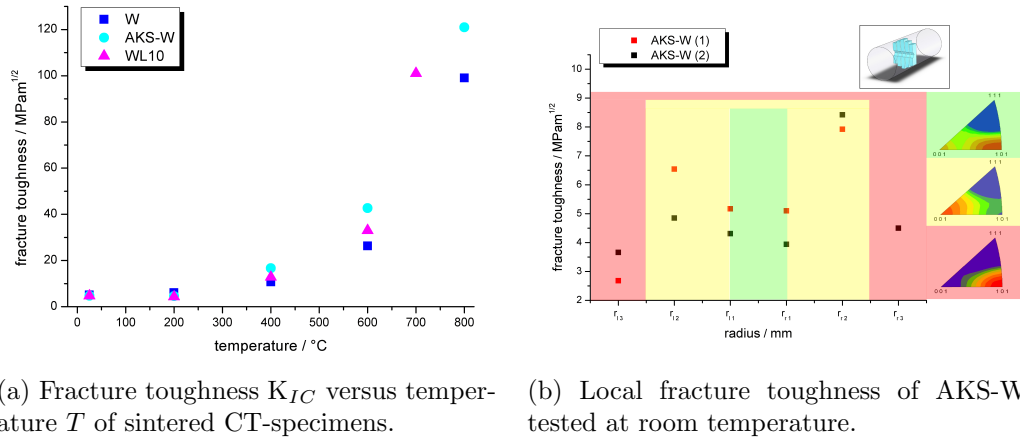 W
AKS-W
WL10
120
100
80
60
40
20
0
fracture toughness / MPam1/2
0 100 200 300 400 500 600 700 800
temperature / °C
AKS-W (1)
AKS-W (2)
10
9
8
7
6
5
4
3
2
fracture toughness / MPam1/2
rl3 rl2 rl1 rr1 rr2 rr3
radius / mm
1 1 1
0 0 1 1 0 1
1 1 1
0 0 1 1 0 1
1 1 1
0 0 1 1 0 1
(a) Fracture toughness KIC versus temper-
ature T of sintered CT-specimens.
(b) Local fracture toughness of AKS-W
tested at room temperature.